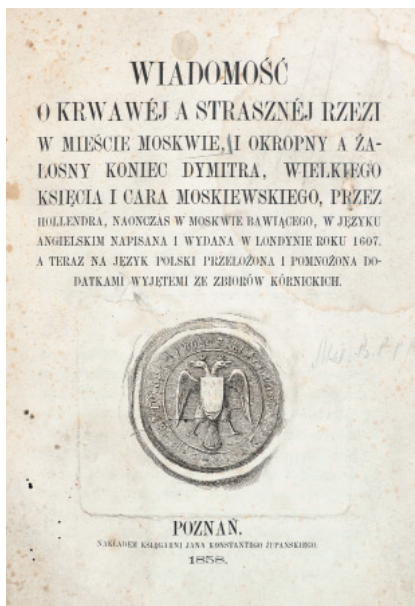 WIADOMOŚĆ
O KRWAWÉJ A STRASZNÉJ RZEZI
W MIEŚCIE MOSKWIE, I OKROPNY A ŻA-
ŁOSNY KONIEC DYMITRA, WIELKIEGO
KSIĘCIA I CARA MOSKIEWSKIEGO, PRZEZ
HOLLENDRA, NAONCZAS W MOSKWIE BAWIĄCEGO, W JĘZYKU
ANGIELSKIM NAPISANA I WYDANA W LONDYNIE ROKU 1607.
A TERAZ NA JĘZYK POLSKI PRZEŁOŻONA I POMNOŻONA DO-
DATKAMI WYJĘTEMI ZE ZBIORÓW KÓRNICKICH.
POZNAŃ.
NAKŁADEM KSIĘGARNI JANA KONSTANTEGO ŻUPAŃSKIEGO.
1858.